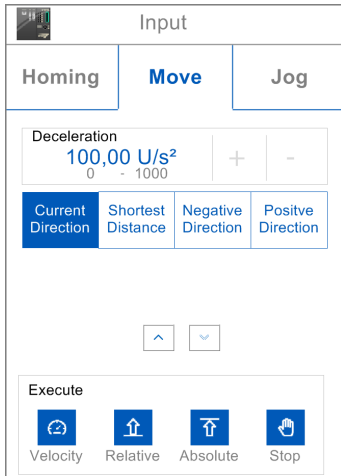 Input
Homing Move Jog
Deceleration
100,00 U/s² + -
0 - 1000
Current Shortest Negative Positve
Direction Distance Direction Direction
Execute
Velocity Relative Absolute Stop